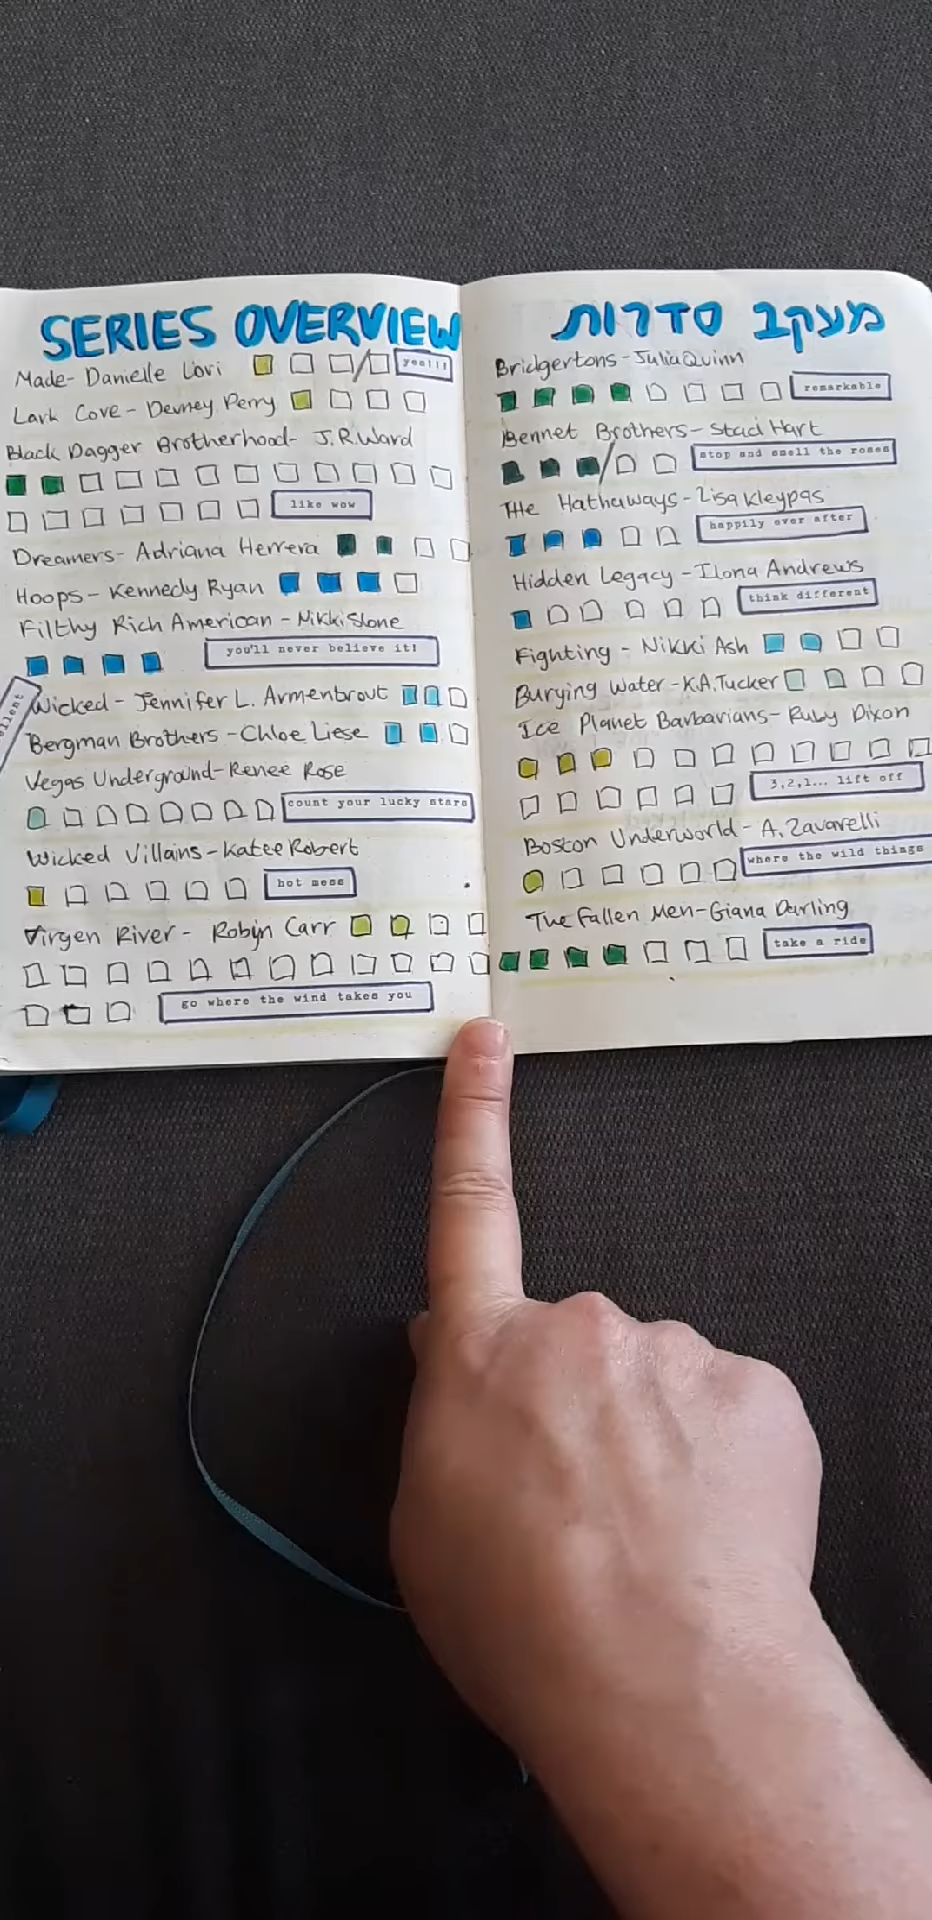 SERIES OVERVIEW
Made- Danielle Lori yes!!!
Lark Cove- Devney Perry
Black Dagger Brotherhood- J.R.Ward
like wow
Dreamers- Adriana Herrera
Hoops- Kennedy Ryan
Filthy Rich American - Nikki Slone
you'll never believe it!
Wicked- Jennifer L. Armenbrout
Bergman Brothers -Chloe Liese
Vegas Underground-Renee Rose
count your lucky stars
Wicked Villains-Katee Robert
hot mess
Virgen River- Robyn Carr
go where the wind takes you
מעקב סדרות
Bridgertons-Julia Quinn
remarkable
Bennet Brothers-Staci Hart
stop and smell the roses
The Hathaways-Lisa Kleypas
happily ever after
Hidden Legacy-Ilona Andrews
think different
Fighting - Nikki Ash
Burying Water-K.A.Tucker
Ice Planet Barbarians-Ruby Dixon
3,2,1... lift off
Boston Underworld- A.Zavarelli
where the wild things
The Fallen Men-Giana Darling
take a ride